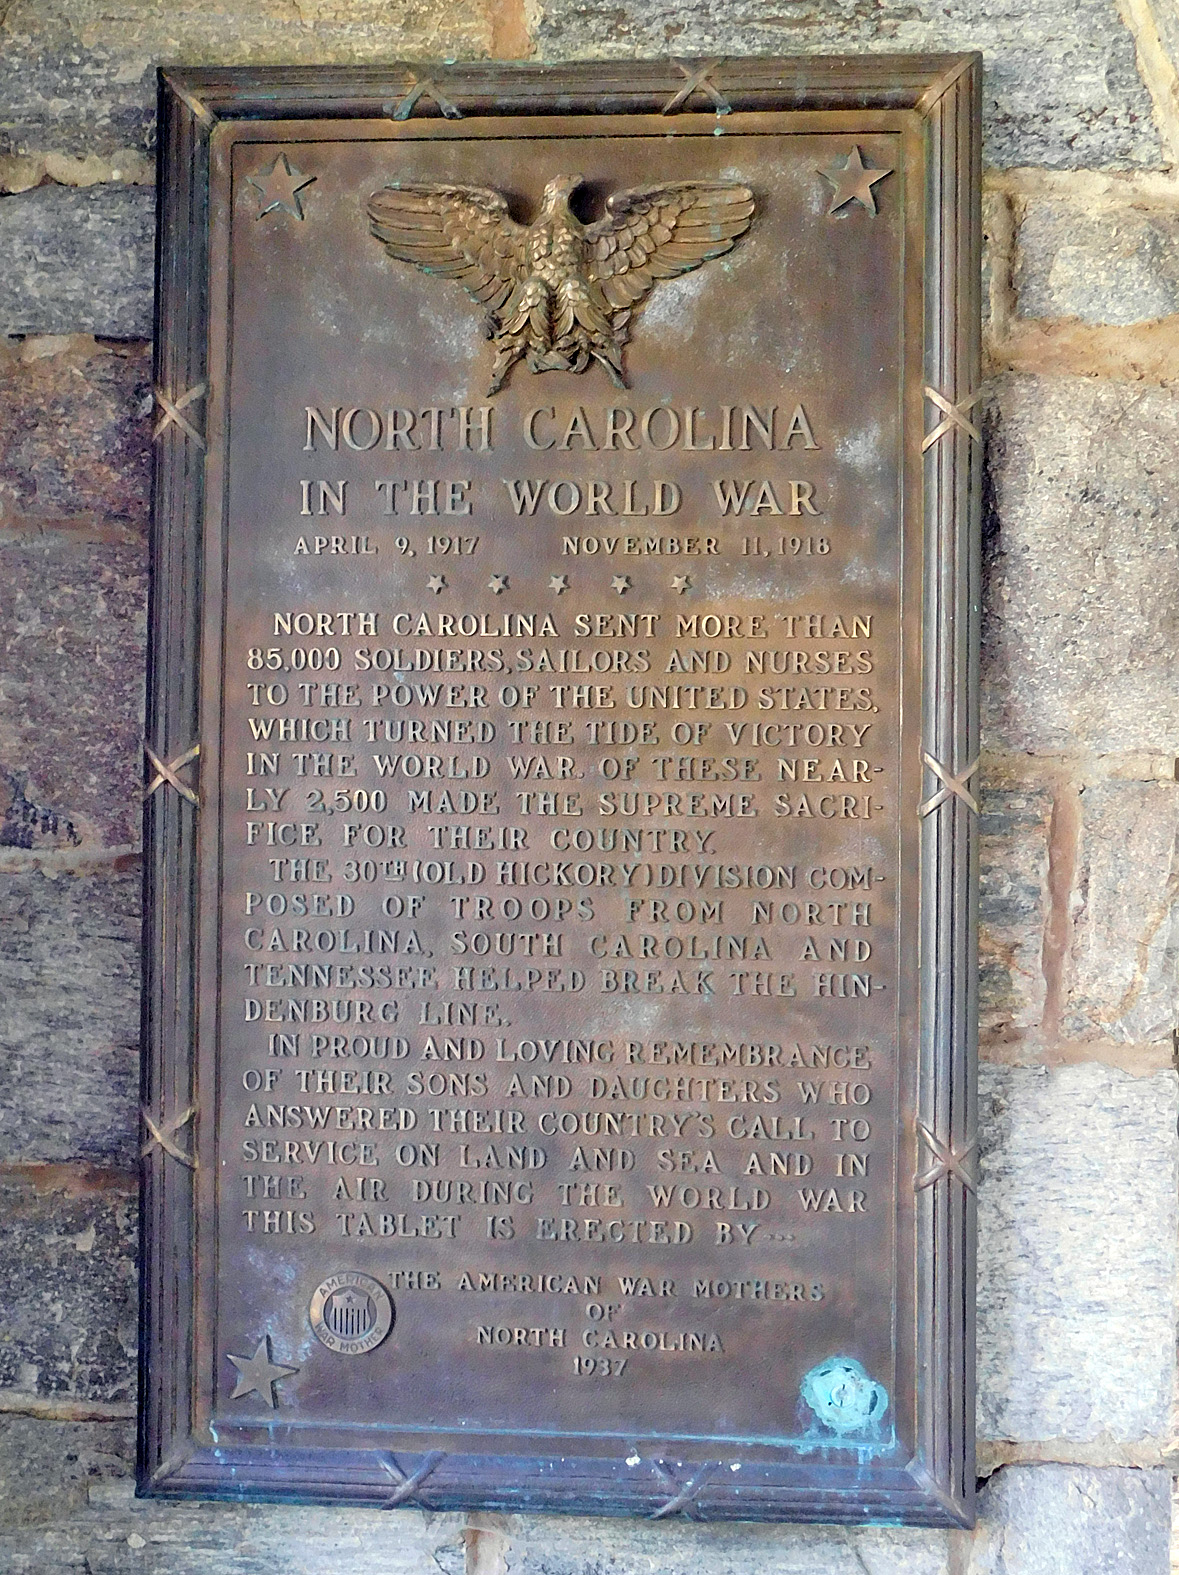 NORTH CAROLINA
IN THE WORLD WAR
APRIL 9, 1917 NOVEMBER 11, 1918
NORTH CAROLINA SENT MORE THAN
85,000 SOLDIERS, SAILORS AND NURSES
TO THE POWER OF THE UNITED STATES,
WHICH TURNED THE TIDE OF VICTORY
IN THE WORLD WAR. OF THESE NEAR-
LY 2,500 MADE THE SUPREME SACRI-
FICE FOR THEIR COUNTRY.
THE 30TH (OLD HICKORY) DIVISION COM-
POSED OF TROOPS FROM NORTH
CAROLINA, SOUTH CAROLINA AND
TENNESSEE HELPED BREAK THE HIN-
DENBURG LINE.
IN PROUD AND LOVING REMEMBRANCE
OF THEIR SONS AND DAUGHTERS WHO
ANSWERED THEIR COUNTRY'S CALL TO
SERVICE ON LAND AND SEA AND IN
THE AIR DURING THE WORLD WAR
THIS TABLET IS ERECTED BY...
AMERICAN
WAR MOTHERS
THE AMERICAN WAR MOTHERS
OF
NORTH CAROLINA
1937